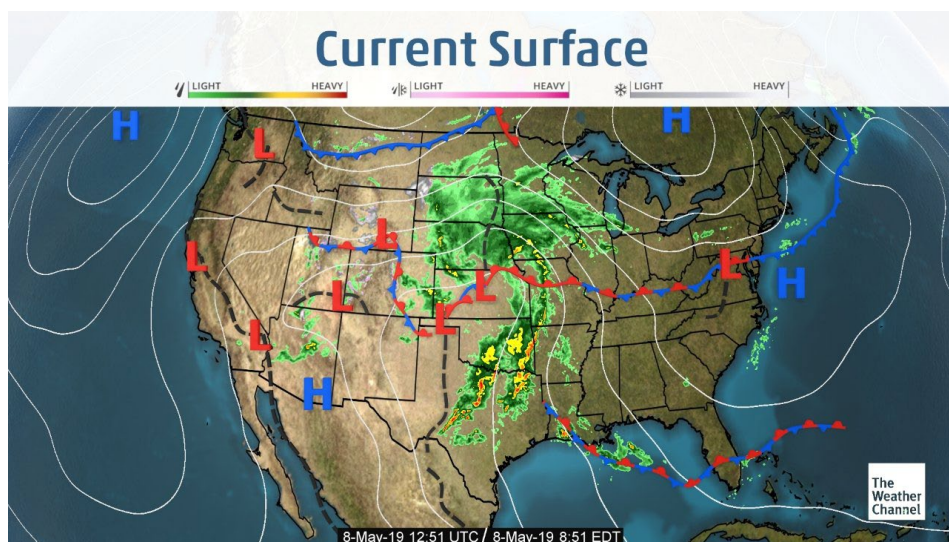 Current Surface
LIGHT HEAVY LIGHT HEAVY LIGHT HEAVY
H
H
L
L
L
L
L
L
L
L
H
H
The
Weather
Channel
8-May-19 12:51 UTC / 8-May-19 8:51 EDT